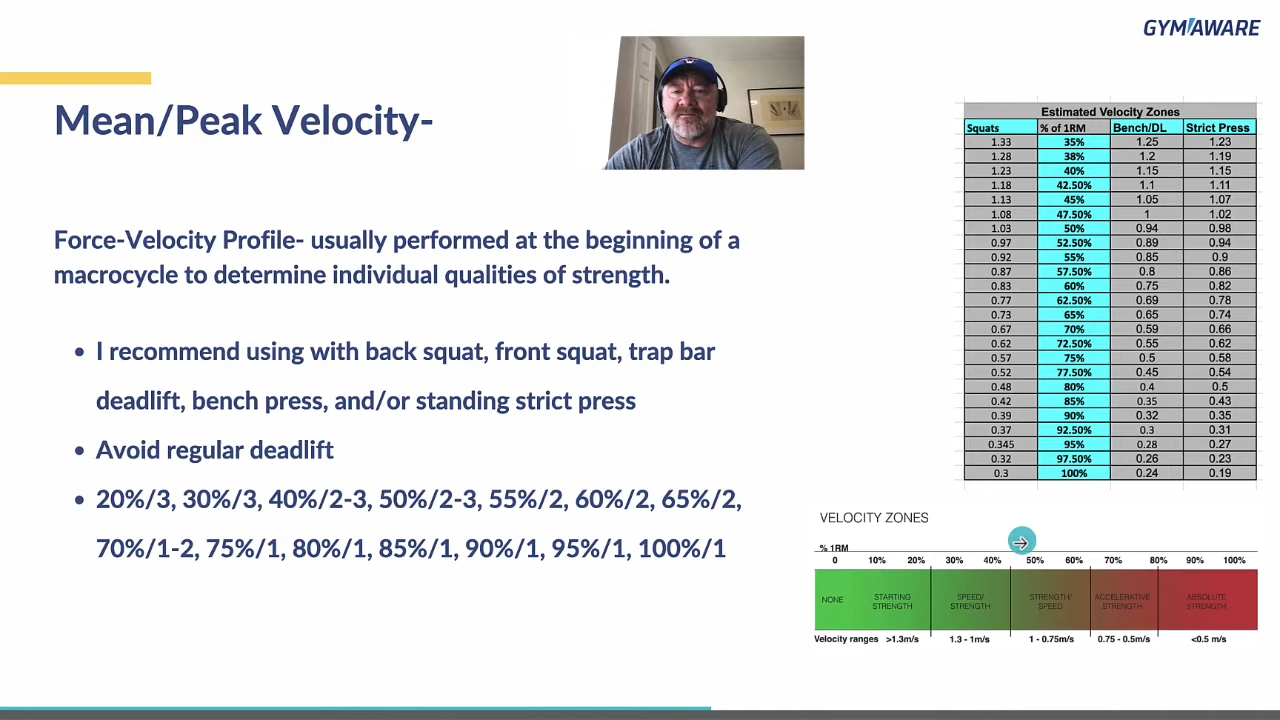 GYMAWARE
Mean/Peak Velocity-
Force-Velocity Profile- usually performed at the beginning of a
macrocycle to determine individual qualities of strength.
• I recommend using with back squat, front squat, trap bar
deadlift, bench press, and/or standing strict press
• Avoid regular deadlift
• 20%/3, 30%/3, 40%/2-3, 50%/2-3, 55%/2, 60%/2, 65%/2,
70%/1-2, 75%/1, 80%/1, 85%/1, 90%/1, 95%/1, 100%/1
Estimated Velocity Zones
Squats % of 1RM Bench/DL Strict Press
1.33 35% 1.25 1.23
1.28 38% 1.2 1.19
1.23 40% 1.15 1.15
1.18 42.50% 1.1 1.11
1.13 45% 1.05 1.07
1.08 47.50% 1 1.02
1.03 50% 0.94 0.98
0.97 52.50% 0.89 0.94
0.92 55% 0.85 0.9
0.87 57.50% 0.8 0.86
0.83 60% 0.75 0.82
0.77 62.50% 0.69 0.78
0.73 65% 0.65 0.74
0.67 70% 0.59 0.66
0.62 72.50% 0.55 0.62
0.57 75% 0.5 0.58
0.52 77.50% 0.45 0.54
0.48 80% 0.4 0.5
0.42 85% 0.35 0.43
0.39 90% 0.32 0.35
0.37 92.50% 0.3 0.31
0.345 95% 0.28 0.27
0.32 97.50% 0.26 0.23
0.3 100% 0.24 0.19
VELOCITY ZONES
% 1RM
0 10% 20% 30% 40% 50% 60% 70% 80% 90% 100%
NONE STARTING SPEED/ STRENGTH/ ACCELERATIVE ABSOLUTE
STRENGTH STRENGTH SPEED STRENGTH STRENGTH
Velocity ranges >1.3m/s 1.3 - 1m/s 1 - 0.75m/s 0.75 - 0.5m/s <0.5 m/s